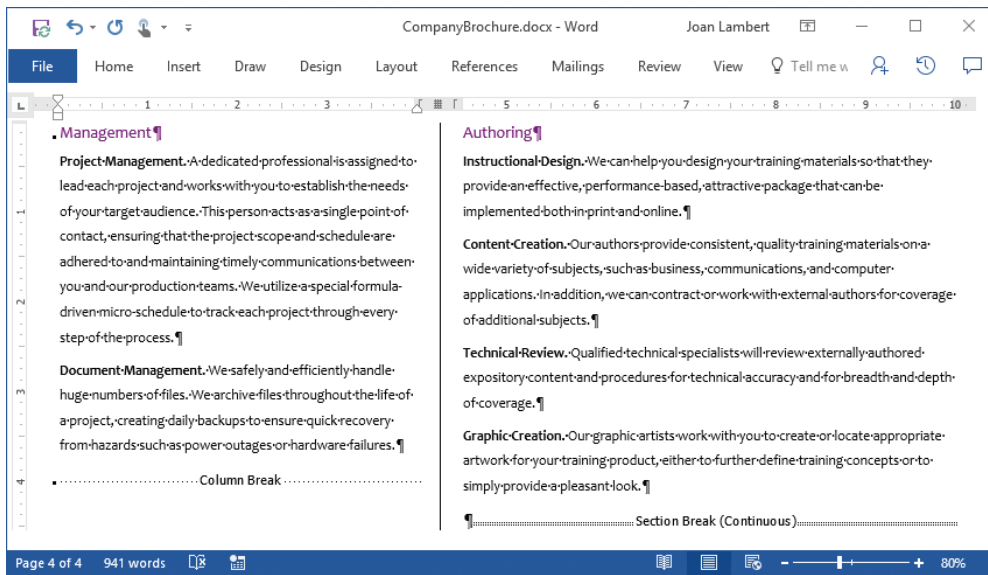 CompanyBrochure.docx - Word
Joan Lambert
File Home Insert Draw Design Layout References Mailings Review View Tell me w
L 1 2 3 5 6 7 8 9 10
Management¶
Project·Management.·A·dedicated·professional·is·assigned·to·
lead·each·project·and·works·with·you·to·establish·the·needs·
of·your·target·audience.·This·person·acts·as·a·single·point·of·
contact,·ensuring·that·the·project·scope·and·schedule·are·
adhered·to·and·maintaining·timely·communications·between·
you·and·our·production·teams.·We·utilize·a·special·formula-
driven·micro-schedule·to·track·each·project·through·every·
step·of·the·process.¶
Document·Management.·We·safely·and·efficiently·handle·
huge·numbers·of·files.·We·archive·files·throughout·the·life·of·
a·project,·creating·daily·backups·to·ensure·quick·recovery·
from·hazards·such·as·power·outages·or·hardware·failures.¶
Column Break
Authoring¶
Instructional·Design.·We·can·help·you·design·your·training·materials·so·that·they·
provide·an·effective,·performance-based,·attractive·package·that·can·be·
implemented·both·in·print·and·online.¶
Content·Creation.·Our·authors·provide·consistent,·quality·training·materials·on·a·
wide·variety·of·subjects,·such·as·business,·communications,·and·computer·
applications.·In·addition,·we·can·contract·or·work·with·external·authors·for·coverage·
of·additional·subjects.¶
Technical·Review.·Qualified·technical·specialists·will·review·externally·authored·
expository·content·and·procedures·for·technical·accuracy·and·for·breadth·and·depth·
of·coverage.¶
Graphic·Creation.·Our·graphic·artists·work·with·you·to·create·or·locate·appropriate·
artwork·for·your·training·product,·either·to·further·define·training·concepts·or·to·
simply·provide·a·pleasant·look.¶
¶ Section Break (Continuous)
1
2
3
4
Page 4 of 4 941 words 80%